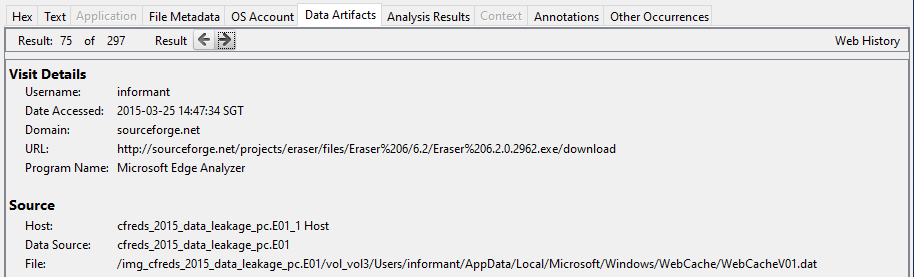 Hex Text Application File Metadata OS Account Data Artifacts Analysis Results Context Annotations Other Occurrences
Result: 75 of 297 Result Web History
Visit Details
Username: informant
Date Accessed: 2015-03-25 14:47:34 SGT
Domain: sourceforge.net
URL: http://sourceforge.net/projects/eraser/files/Eraser%206/6.2/Eraser%206.2.0.2962.exe/download
Program Name: Microsoft Edge Analyzer
Source
Host: cfreds_2015_data_leakage_pc.E01_1 Host
Data Source: cfreds_2015_data_leakage_pc.E01
File: /img_cfreds_2015_data_leakage_pc.E01/vol_vol3/Users/informant/AppData/Local/Microsoft/Windows/WebCache/WebCacheV01.dat